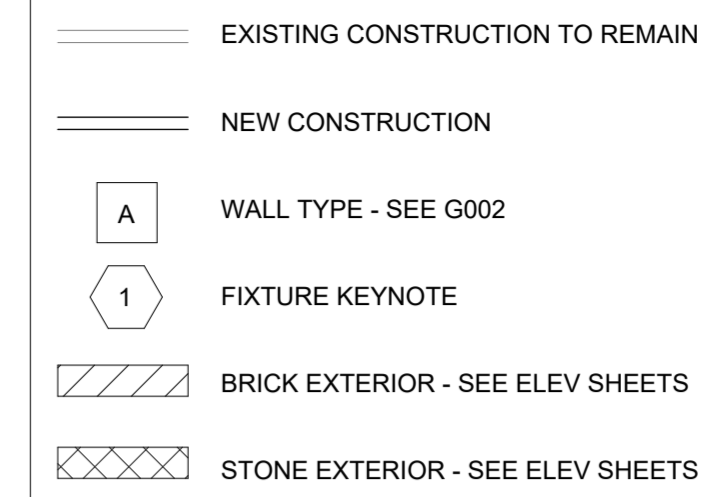 EXISTING CONSTRUCTION TO REMAIN
NEW CONSTRUCTION
A WALL TYPE - SEE G002
1 FIXTURE KEYNOTE
BRICK EXTERIOR - SEE ELEV SHEETS
STONE EXTERIOR - SEE ELEV SHEETS